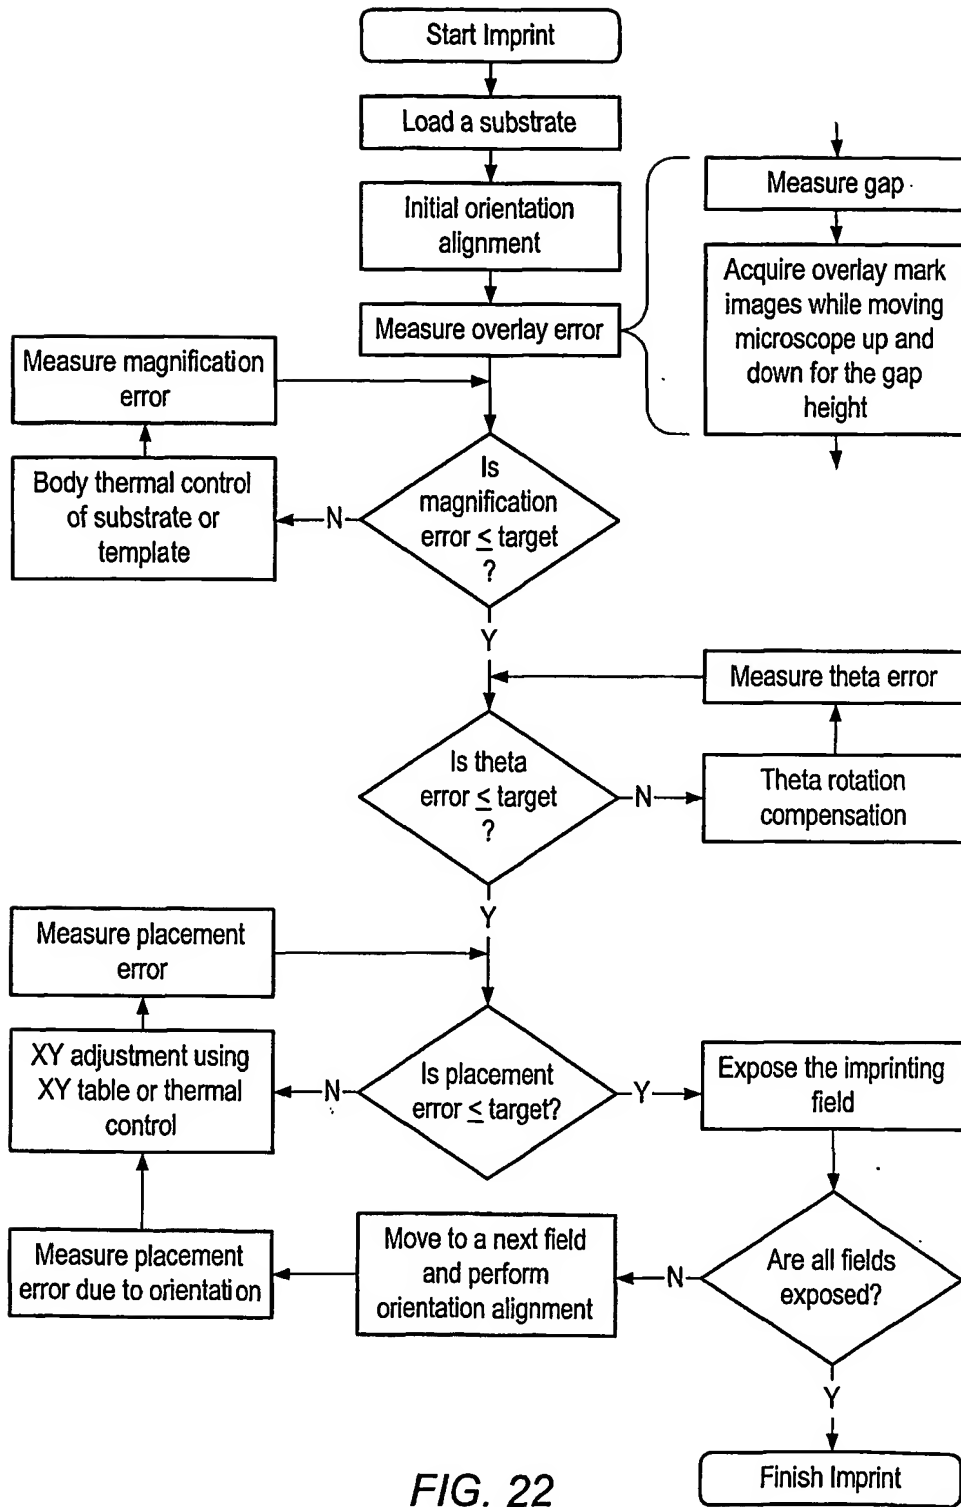 Start Imprint
Load a substrate
Initial orientation
alignment
Measure overlay error
Measure gap
Acquire overlay mark
images while moving
microscope up and
down for the gap
height
Measure magnification
error
Body thermal control
of substrate or
template
N
Is
magnification
error ≤ target
?
Y
Measure theta error
Is theta
error ≤ target
?
N
Theta rotation
compensation
Y
Measure placement
error
XY adjustment using
XY table or thermal
control
N
Is placement
error ≤ target?
Y
Expose the imprinting
field
Measure placement
error due to orientation
Move to a next field
and perform
orientation alignment
N
Are all fields
exposed?
Y
Finish Imprint
FIG. 22